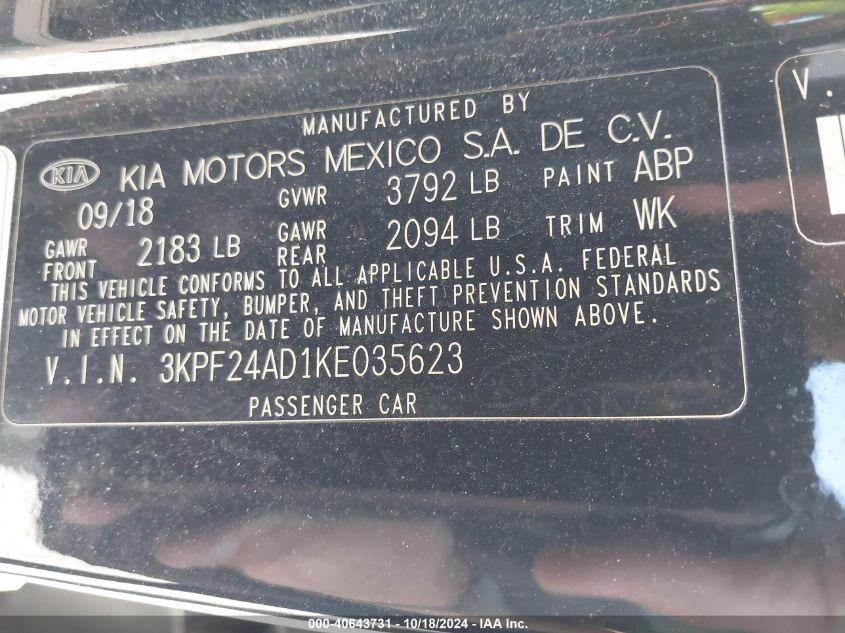 MANUFACTURED BY
KIA KIA MOTORS MEXICO S.A. DE C.V.
09/18 GVWR 3792 LB PAINT ABP
GAWR FRONT 2183 LB GAWR REAR 2094 LB TRIM WK
THIS VEHICLE CONFORMS TO ALL APPLICABLE U.S.A. FEDERAL
MOTOR VEHICLE SAFETY, BUMPER, AND THEFT PREVENTION STANDARDS
IN EFFECT ON THE DATE OF MANUFACTURE SHOWN ABOVE.
V.I.N. 3KPF24AD1KE035623
PASSENGER CAR
V.
000-40643731 - 10/18/2024 - IAA Inc.